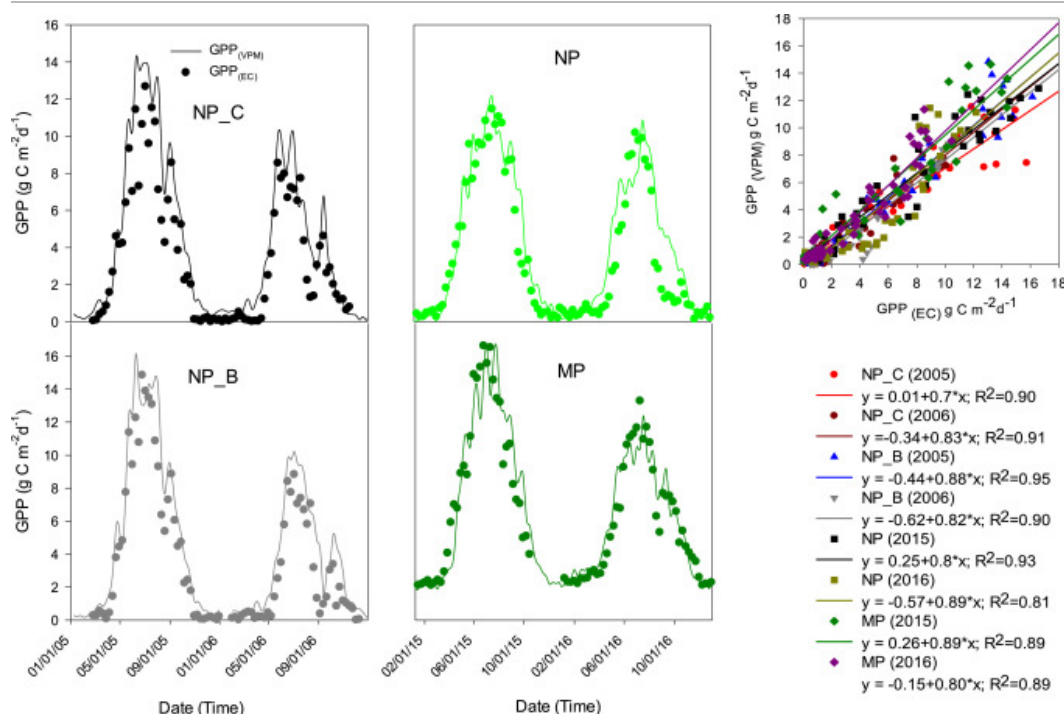 16
14
12
10
8
6
4
2
0
GPP (g C m⁻²d⁻¹)
GPP(VPM)
GPP(EC)
NP_C
NP
18
16
14
12
10
8
6
4
2
0
GPP (VPM) g C m⁻²d⁻¹
0 2 4 6 8 10 12 14 16 18
GPP (EC) g C m⁻²d⁻¹
16
14
12
10
8
6
4
2
0
GPP (g C m⁻²d⁻¹)
NP_B
MP
01/01/05 05/01/05 09/01/05 01/01/06 05/01/06 09/01/06
Date (Time)
02/01/15 06/01/15 10/01/15 02/01/16 06/01/16 10/01/16
Date (Time)
NP_C (2005)
y = 0.01+0.7*x; R²=0.90
NP_C (2006)
y =-0.34+0.83*x; R²=0.91
NP_B (2005)
y = -0.44+0.88*x; R²=0.95
NP_B (2006)
y = -0.62+0.82*x; R²=0.90
NP (2015)
y = 0.25+0.8*x; R²=0.93
NP (2016)
y = -0.57+0.89*x; R²=0.81
MP (2015)
y = 0.26+0.89*x; R²=0.89
MP (2016)
y = -0.15+0.80*x; R²=0.89